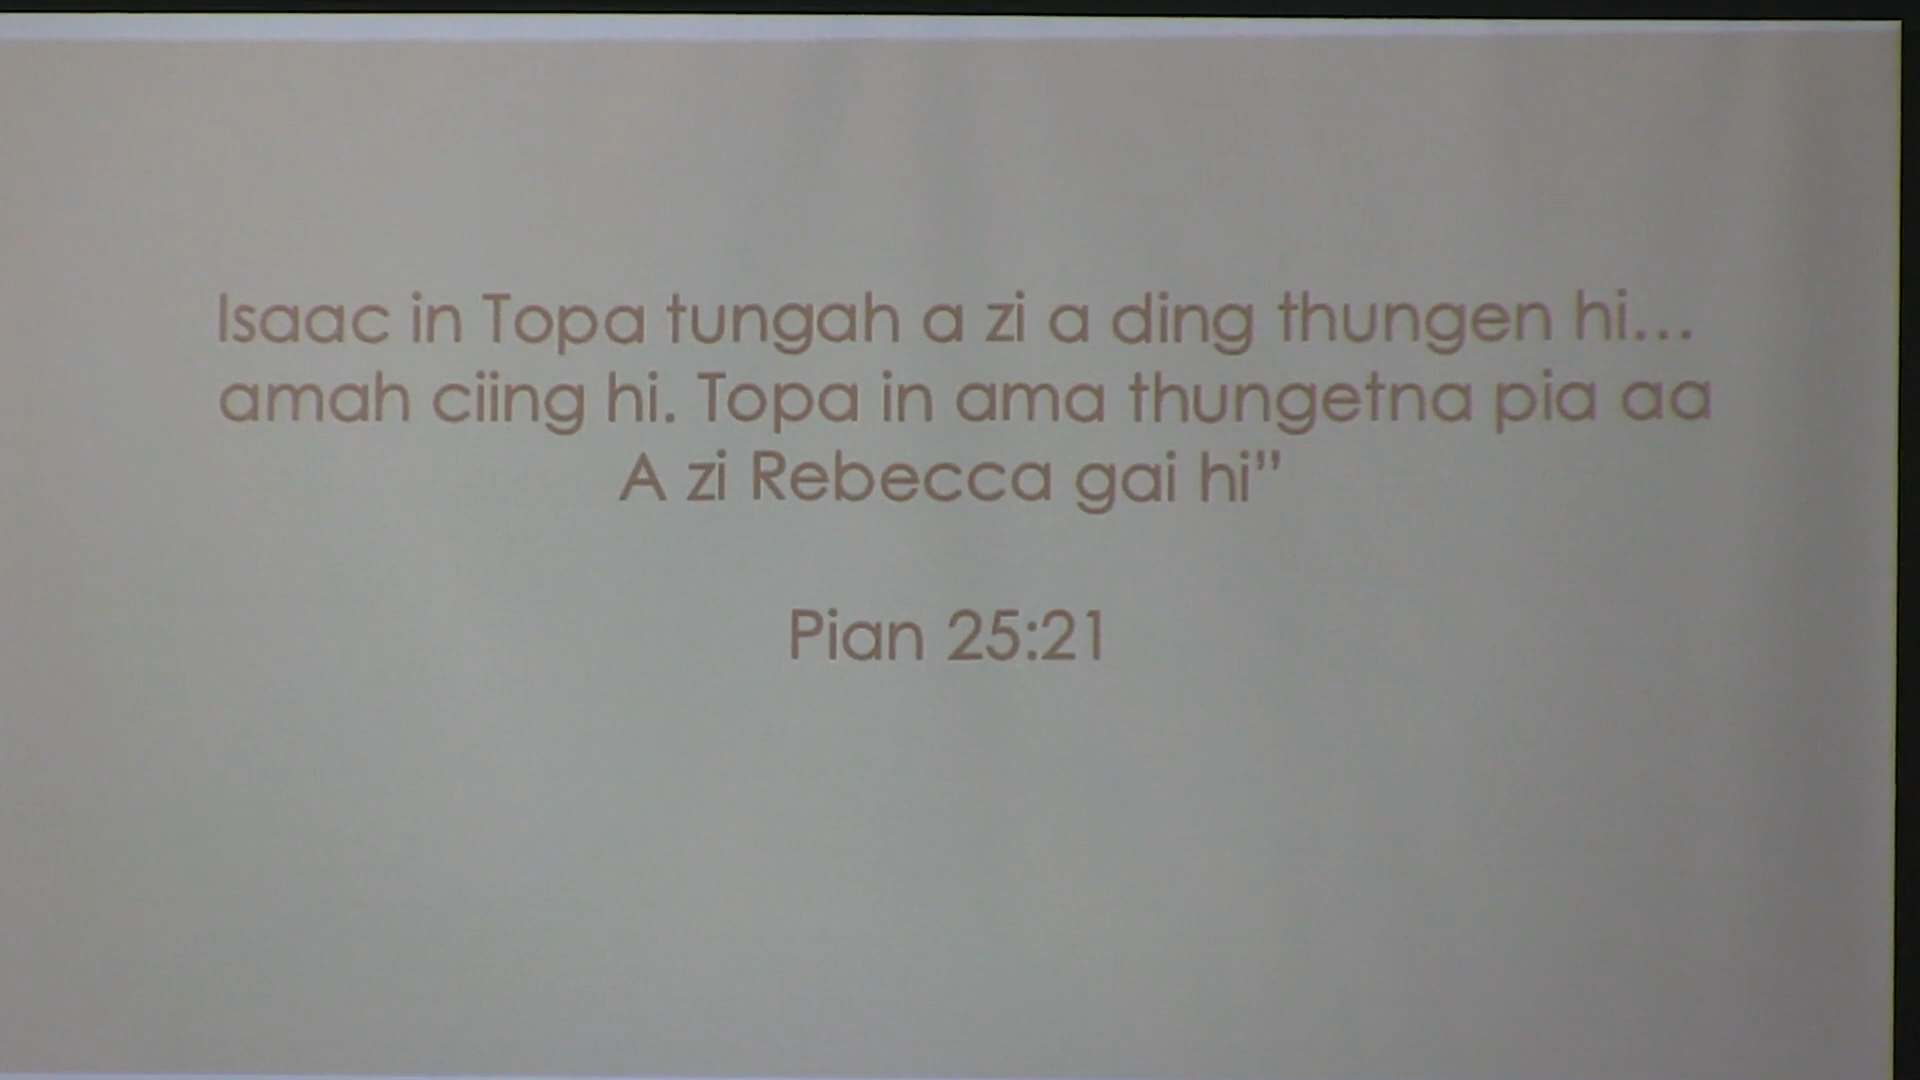 Isaac in Topa tungah a zi a ding thungen hi...
amah ciing hi. Topa in ama thungetna pia aa
A zi Rebecca gai hi”
Pian 25:21